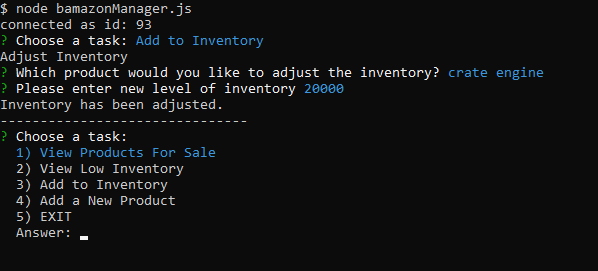 $ node bamazonManager.js
connected as id: 93
? Choose a task: Add to Inventory
Adjust Inventory
? Which product would you like to adjust the inventory? crate engine
? Please enter new level of inventory 20000
Inventory has been adjusted.
-------------------------------
? Choose a task:
  1) View Products For Sale
  2) View Low Inventory
  3) Add to Inventory
  4) Add a New Product
  5) EXIT
  Answer: